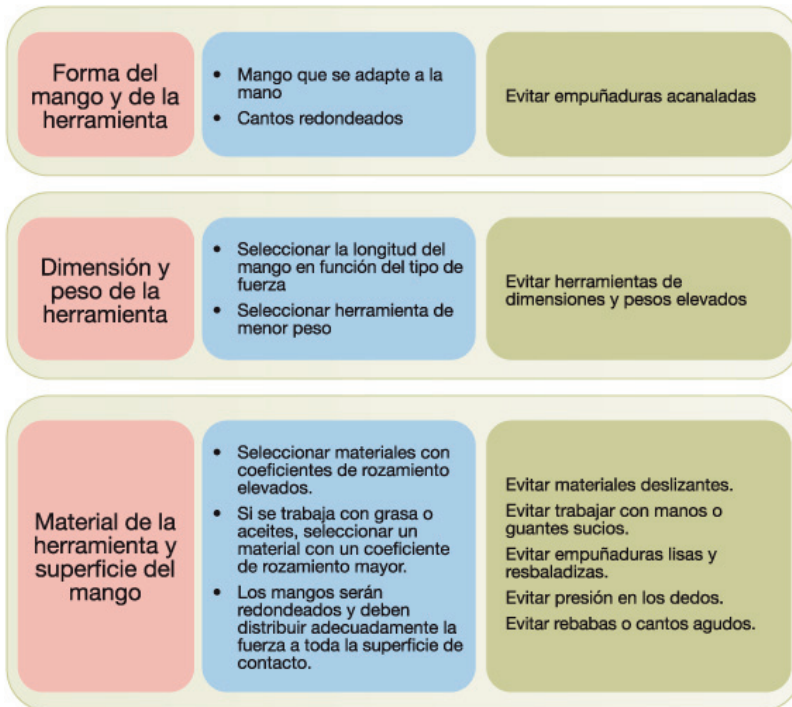 Forma del
mango y de la
herramienta
• Mango que se adapte a la
mano
• Cantos redondeados
Evitar empuñaduras acanaladas
Dimensión y
peso de la
herramienta
• Seleccionar la longitud del
mango en función del tipo de
fuerza
• Seleccionar herramienta de
menor peso
Evitar herramientas de
dimensiones y pesos elevados
Material de la
herramienta y
superficie del
mango
• Seleccionar materiales con
coeficientes de rozamiento
elevados.
• Si se trabaja con grasa o
aceites, seleccionar un
material con un coeficiente
de rozamiento mayor.
• Los mangos serán
redondeados y deben
distribuir adecuadamente la
fuerza a toda la superficie de
contacto.
Evitar materiales deslizantes.
Evitar trabajar con manos o
guantes sucios.
Evitar empuñaduras lisas y
resbaladizas.
Evitar presión en los dedos.
Evitar rebabas o cantos agudos.